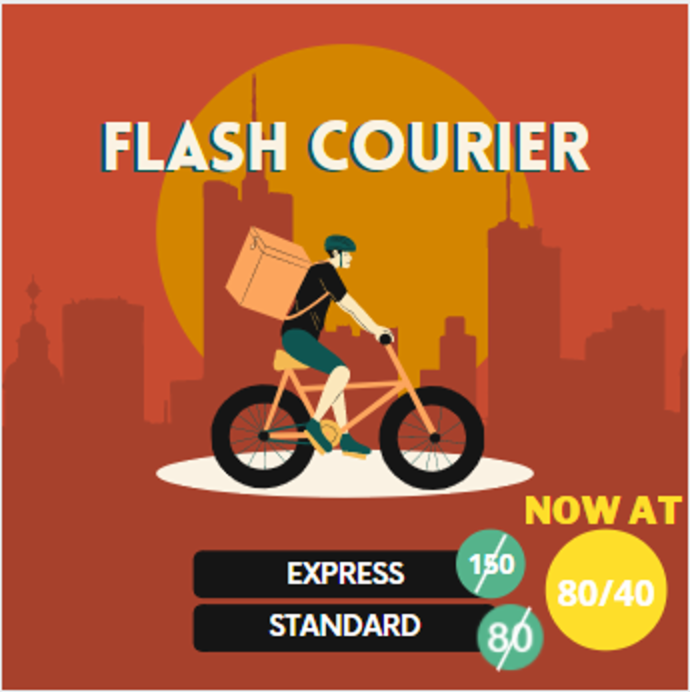 FLASH COURIER
NOW AT
EXPRESS 150
80/40
STANDARD 80